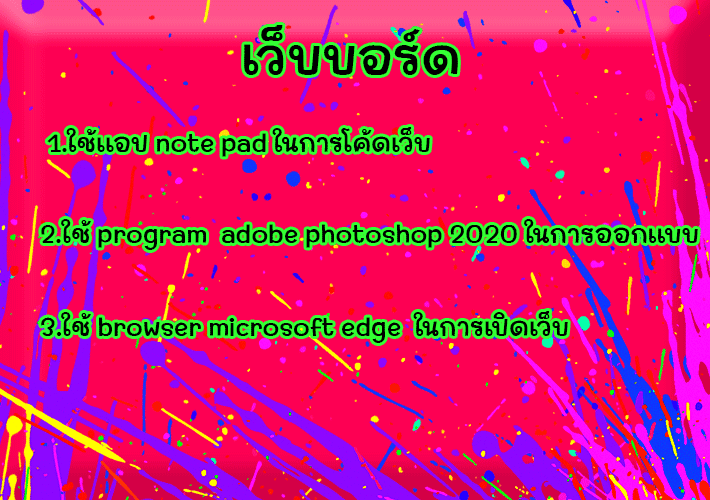 เว็บบอร์ด
1.ใช้แอป note pad ในการโค้ดเว็บ
2.ใช้ program adobe photoshop 2020 ในการออกแบบ
3.ใช้ browser microsoft edge ในการเปิดเว็บ